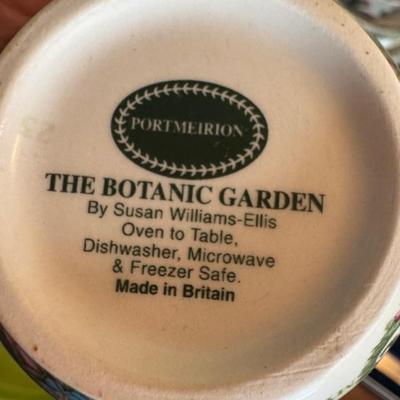 PORTMEIRION
THE BOTANIC GARDEN
By Susan Williams-Ellis
Oven to Table,
Dishwasher, Microwave
& Freezer Safe.
Made in Britain